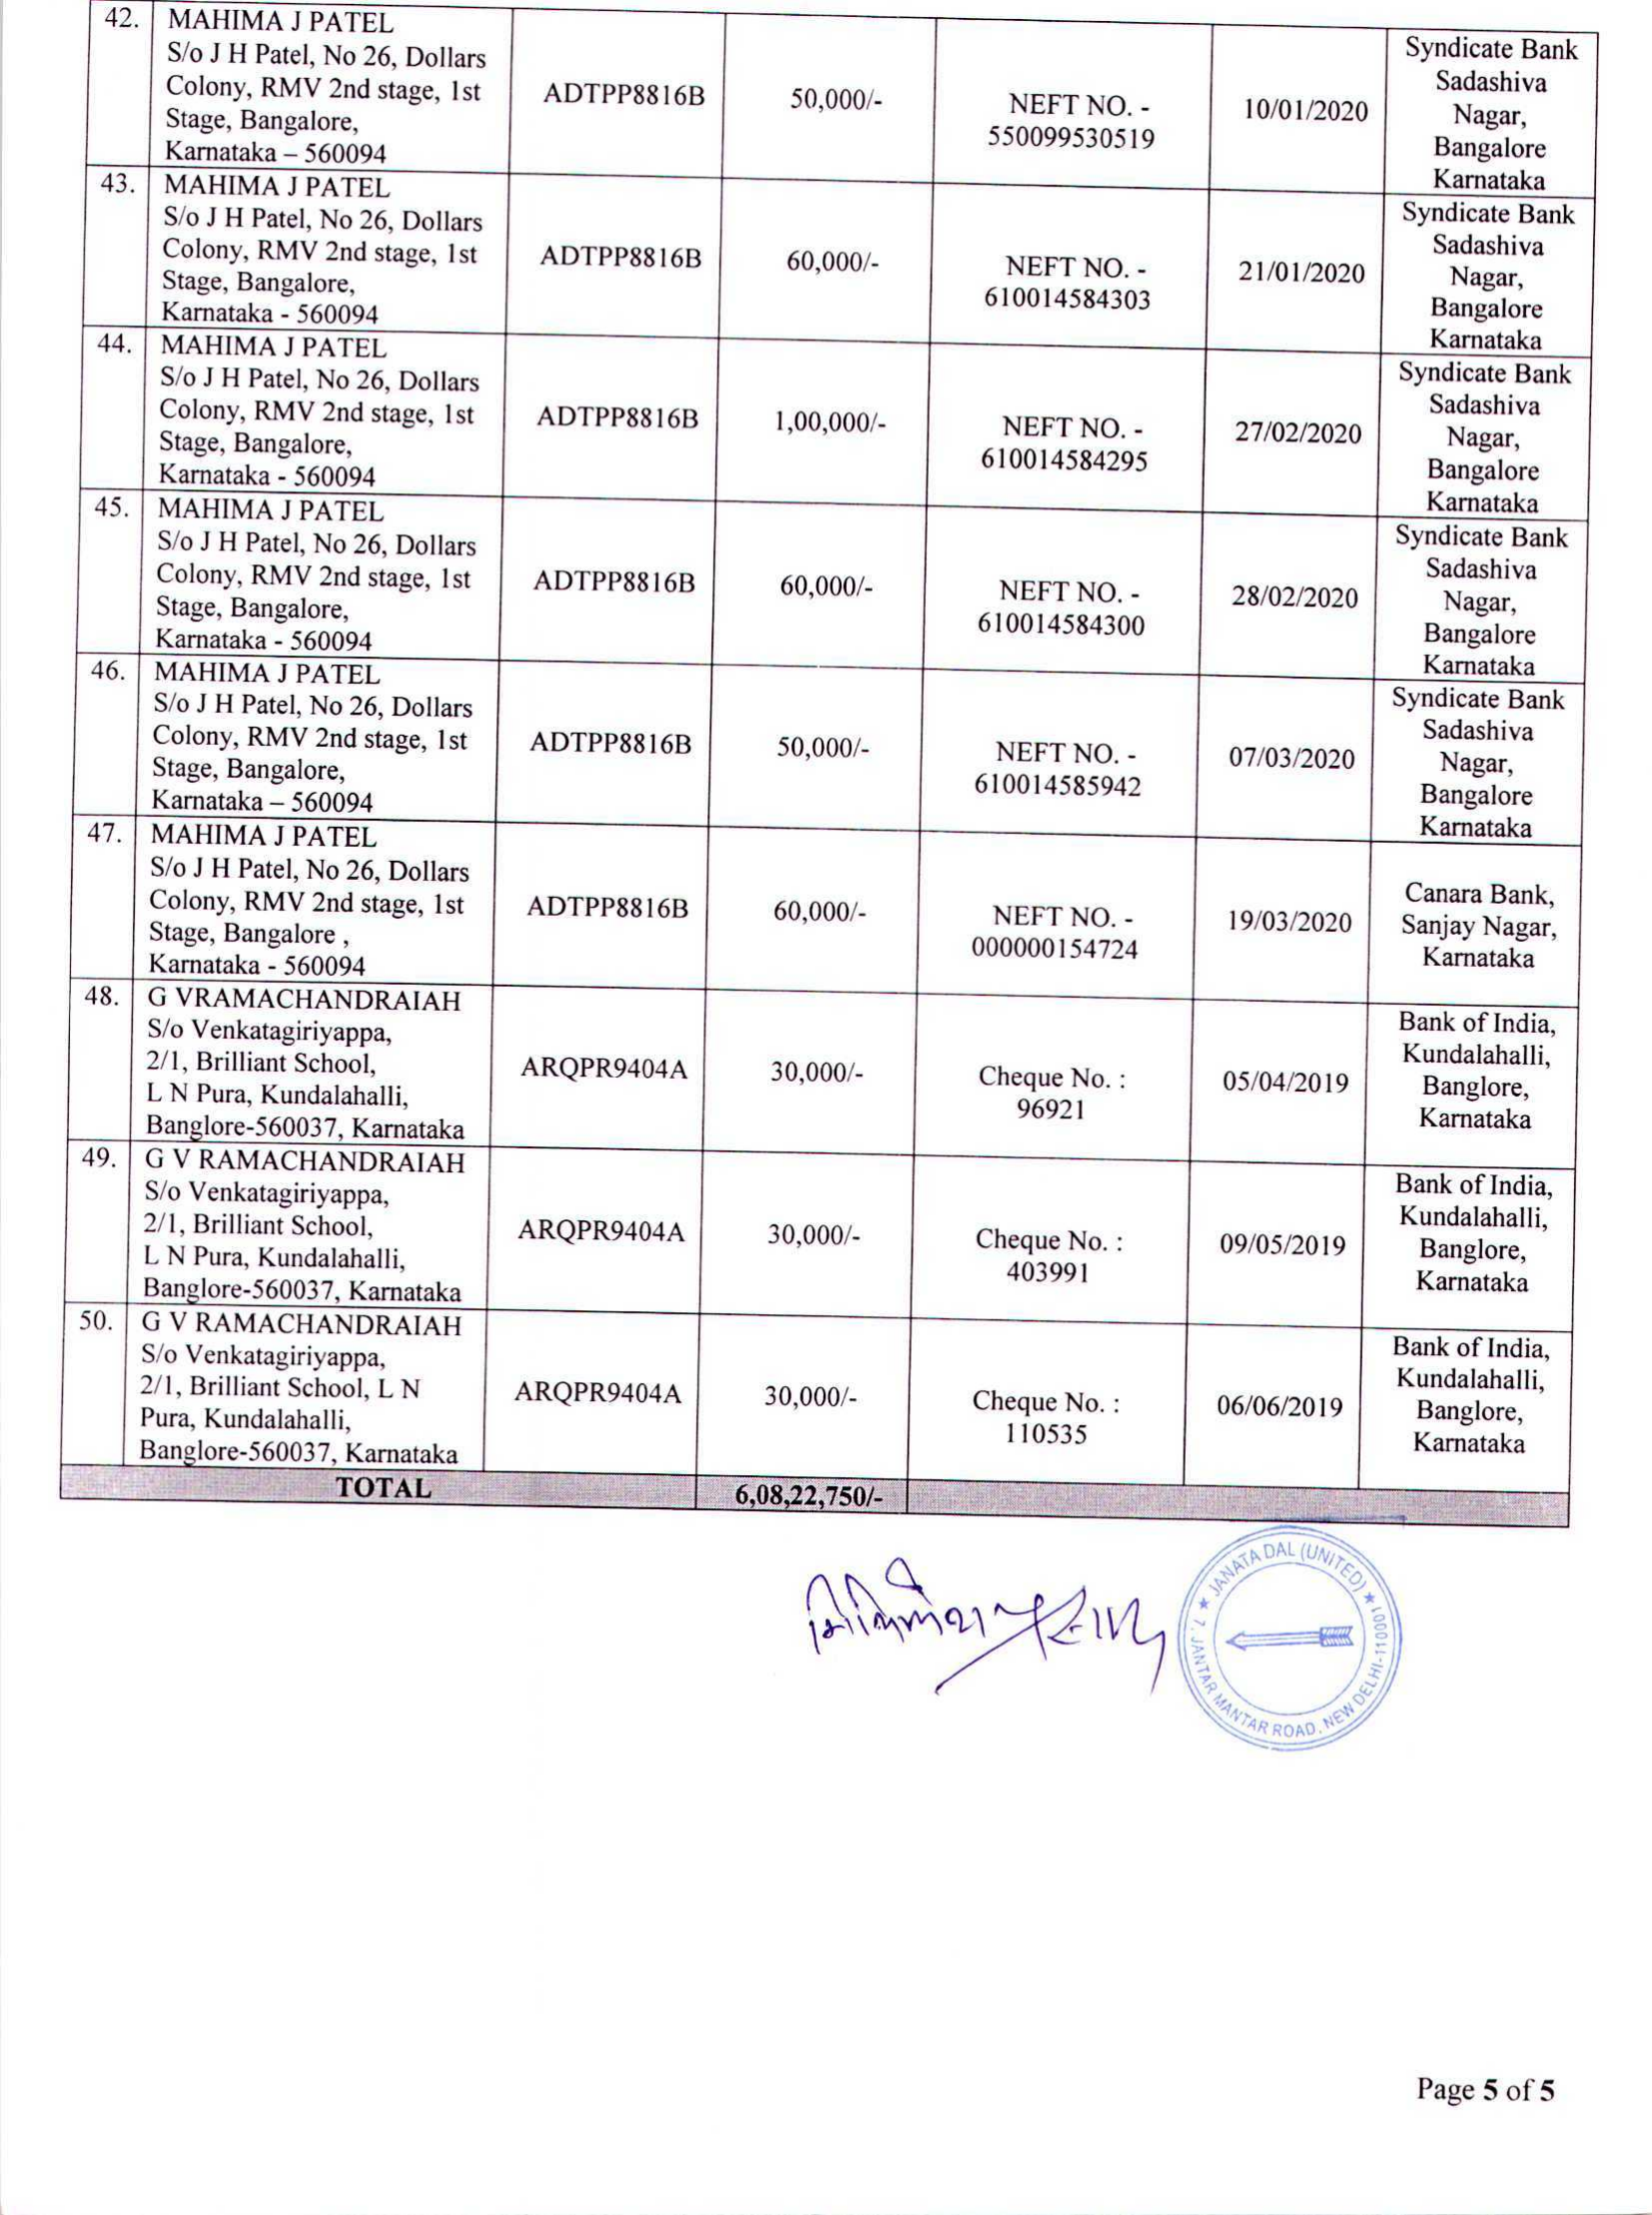 42. MAHIMA J PATEL
S/o J H Patel, No 26, Dollars
Colony, RMV 2nd stage, 1st
Stage, Bangalore,
Karnataka – 560094
ADTPP8816B
50,000/-
NEFT NO. -
550099530519
10/01/2020
Syndicate Bank
Sadashiva
Nagar,
Bangalore
Karnataka
43. MAHIMA J PATEL
S/o J H Patel, No 26, Dollars
Colony, RMV 2nd stage, 1st
Stage, Bangalore,
Karnataka - 560094
ADTPP8816B
60,000/-
NEFT NO. -
610014584303
21/01/2020
Syndicate Bank
Sadashiva
Nagar,
Bangalore
Karnataka
44. MAHIMA J PATEL
S/o J H Patel, No 26, Dollars
Colony, RMV 2nd stage, 1st
Stage, Bangalore,
Karnataka - 560094
ADTPP8816B
1,00,000/-
NEFT NO. -
610014584295
27/02/2020
Syndicate Bank
Sadashiva
Nagar,
Bangalore
Karnataka
45. MAHIMA J PATEL
S/o J H Patel, No 26, Dollars
Colony, RMV 2nd stage, 1st
Stage, Bangalore,
Karnataka - 560094
ADTPP8816B
60,000/-
NEFT NO. -
610014584300
28/02/2020
Syndicate Bank
Sadashiva
Nagar,
Bangalore
Karnataka
46. MAHIMA J PATEL
S/o J H Patel, No 26, Dollars
Colony, RMV 2nd stage, 1st
Stage, Bangalore,
Karnataka – 560094
ADTPP8816B
50,000/-
NEFT NO. -
610014585942
07/03/2020
Syndicate Bank
Sadashiva
Nagar,
Bangalore
Karnataka
47. MAHIMA J PATEL
S/o J H Patel, No 26, Dollars
Colony, RMV 2nd stage, 1st
Stage, Bangalore ,
Karnataka - 560094
ADTPP8816B
60,000/-
NEFT NO. -
000000154724
19/03/2020
Canara Bank,
Sanjay Nagar,
Karnataka
48. G VRAMACHANDRAIAH
S/o Venkatagiriyappa,
2/1, Brilliant School,
L N Pura, Kundalahalli,
Banglore-560037, Karnataka
ARQPR9404A
30,000/-
Cheque No. :
96921
05/04/2019
Bank of India,
Kundalahalli,
Banglore,
Karnataka
49. G V RAMACHANDRAIAH
S/o Venkatagiriyappa,
2/1, Brilliant School,
L N Pura, Kundalahalli,
Banglore-560037, Karnataka
ARQPR9404A
30,000/-
Cheque No. :
403991
09/05/2019
Bank of India,
Kundalahalli,
Banglore,
Karnataka
50. G V RAMACHANDRAIAH
S/o Venkatagiriyappa,
2/1, Brilliant School, L N
Pura, Kundalahalli,
Banglore-560037, Karnataka
ARQPR9404A
30,000/-
Cheque No. :
110535
06/06/2019
Bank of India,
Kundalahalli,
Banglore,
Karnataka
TOTAL 6,08,22,750/-
★ JANATA DAL (UNITED) ★
7, JANTAR MANTAR ROAD, NEW DELHI-110001
Page 5 of 5